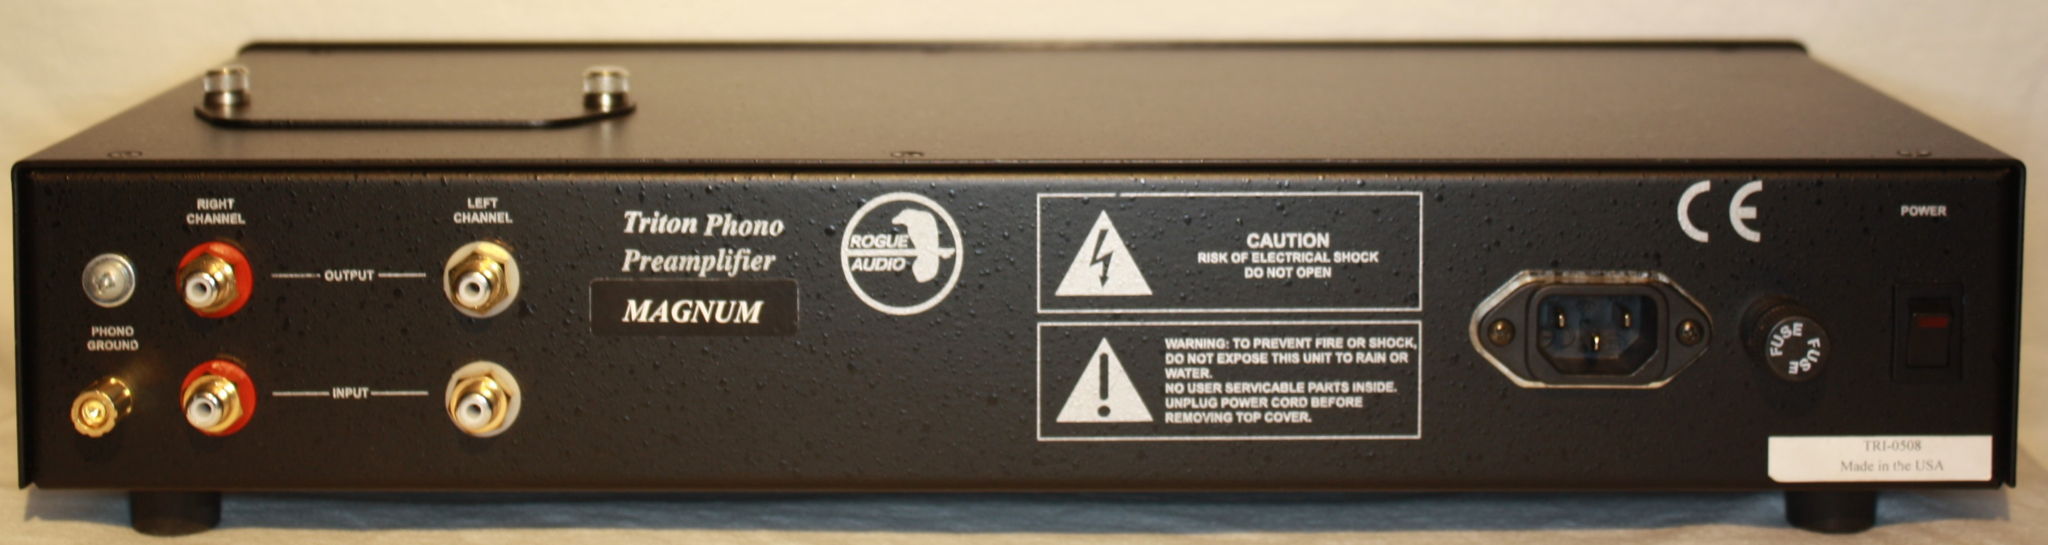 RIGHT
CHANNEL
LEFT
CHANNEL
OUTPUT
PHONO
GROUND
INPUT
Triton Phono
Preamplifier
MAGNUM
ROGUE
AUDIO
CAUTION
RISK OF ELECTRICAL SHOCK
DO NOT OPEN
WARNING: TO PREVENT FIRE OR SHOCK,
DO NOT EXPOSE THIS UNIT TO RAIN OR
WATER.
NO USER SERVICABLE PARTS INSIDE.
UNPLUG POWER CORD BEFORE
REMOVING TOP COVER.
CE
FUSE
FUSE
POWER
TRI-0508
Made in the USA